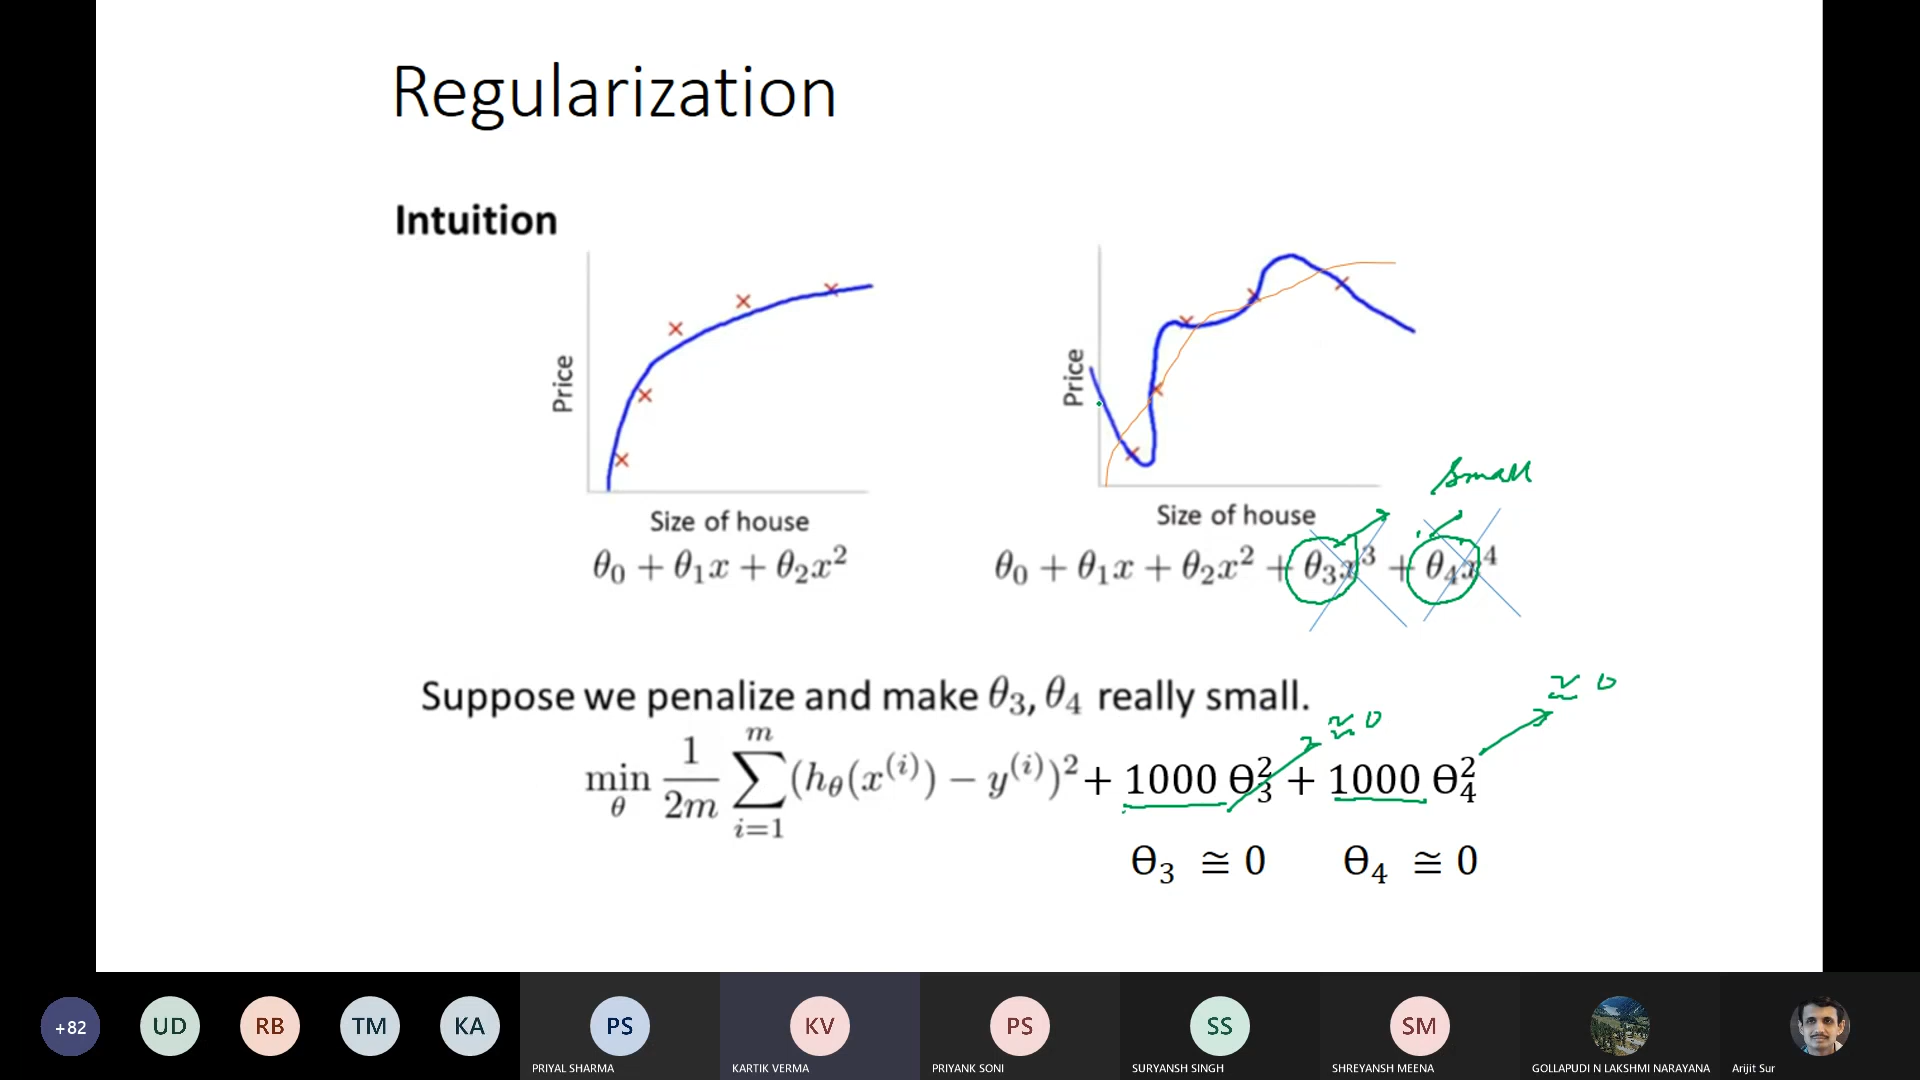 Regularization
Intuition
Price
Size of house
θ₀ + θ₁x + θ₂x²
Price
Size of house
small
θ₀ + θ₁x + θ₂x² + θ₃x³ + θ₄x⁴
Suppose we penalize and make θ₃, θ₄ really small.
≈ 0
≈ 0
min_θ 1/2m ∑_{i=1}^{m} (h_θ(x^(i)) − y^(i))² + 1000 Θ₃² + 1000 Θ₄²
Θ₃ ≅ 0 Θ₄ ≅ 0
+82 UD RB TM KA PS KV PS SS SM
PRIYAL SHARMA KARTIK VERMA PRIYANK SONI SURYANSH SINGH SHREYANSH MEENA GOLLAPUDI N LAKSHMI NARAYANA Arijit Sur